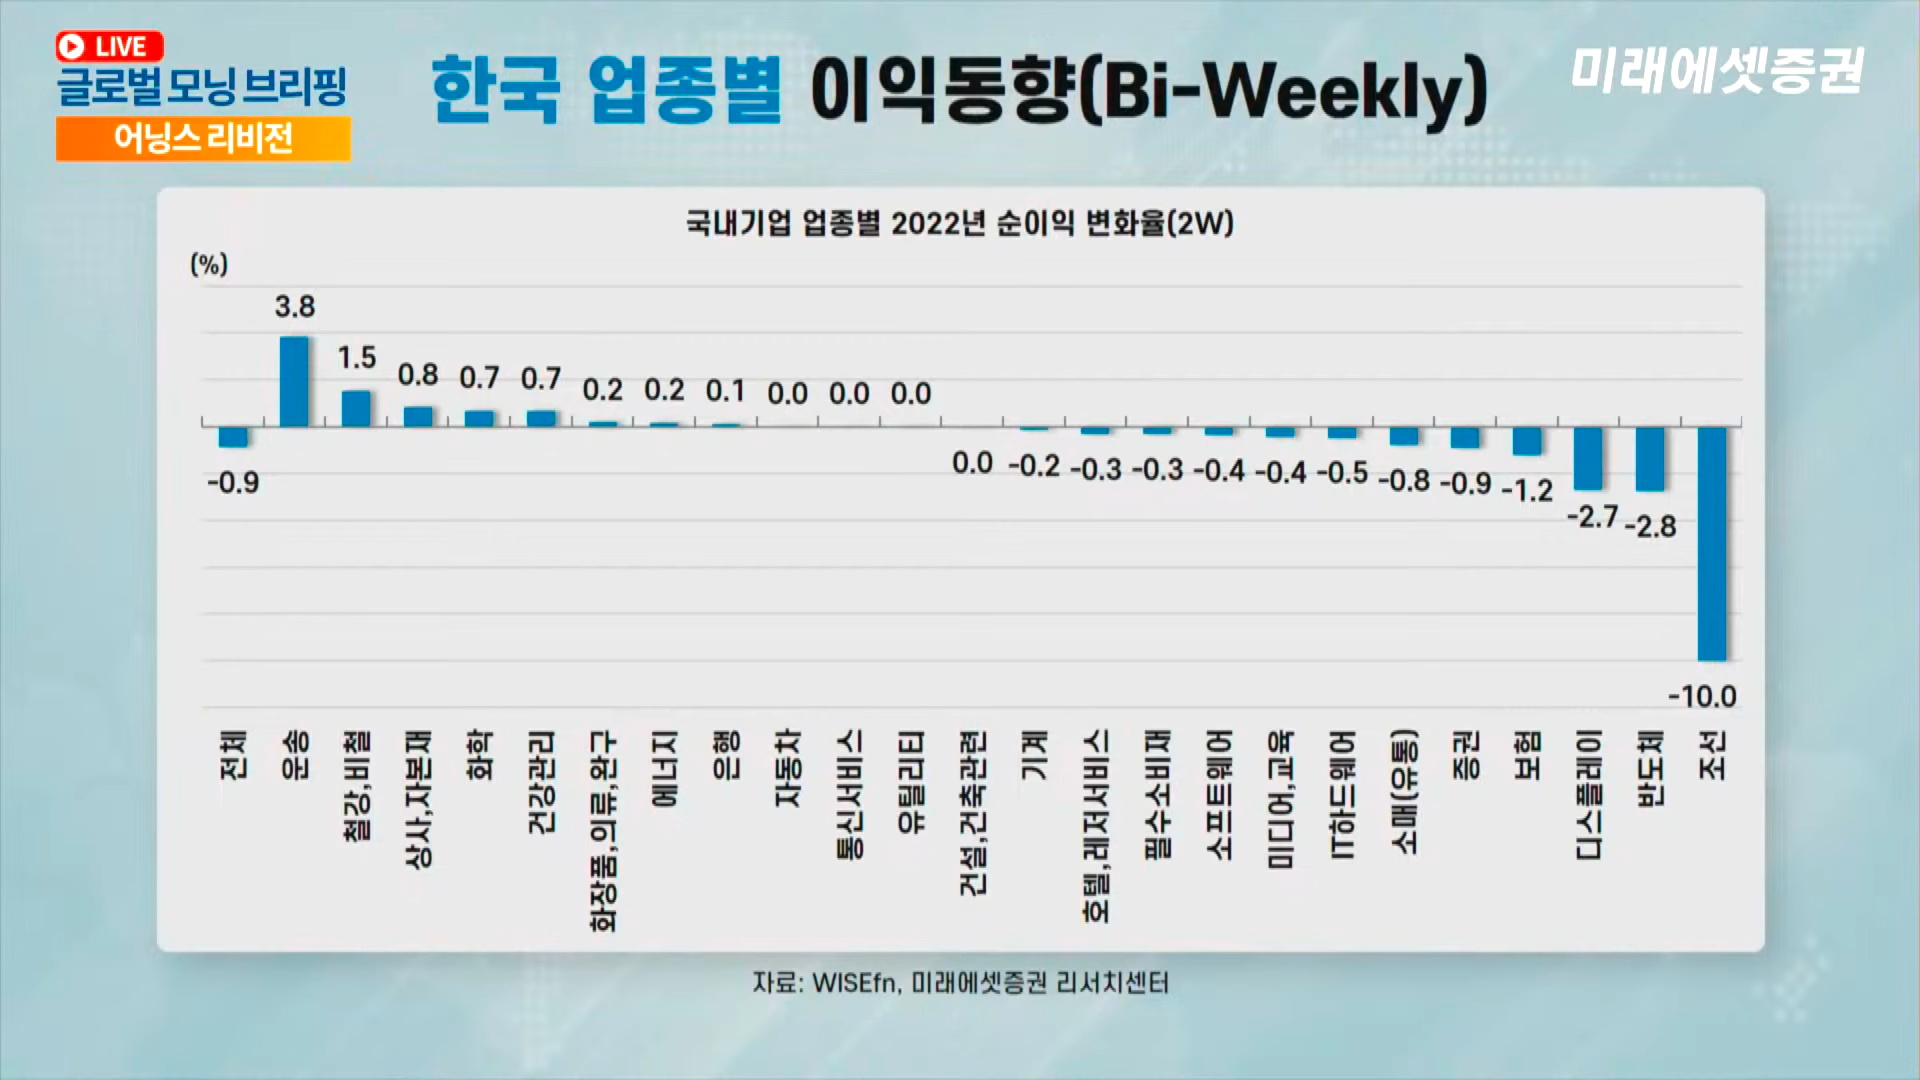 LIVE
글로벌 모닝 브리핑
어닝스 리비전
한국 업종별 이익동향(Bi-Weekly)
미래에셋증권
국내기업 업종별 2022년 순이익 변화율(2W)
(%)
-0.9
3.8
1.5
0.8
0.7
0.7
0.2
0.2
0.1
0.0
0.0
0.0
0.0
-0.2
-0.3
-0.3
-0.4
-0.4
-0.5
-0.8
-0.9
-1.2
-2.7
-2.8
-10.0
전체
운송
철강,비철
상사,자본재
화학
건강관리
화장품,의류,완구
에너지
은행
자동차
통신서비스
유틸리티
건설,건축관련
기계
호텔,레저서비스
필수소비재
소프트웨어
미디어,교육
IT하드웨어
소매(유통)
증권
보험
디스플레이
반도체
조선
자료: WISEfn, 미래에셋증권 리서치센터